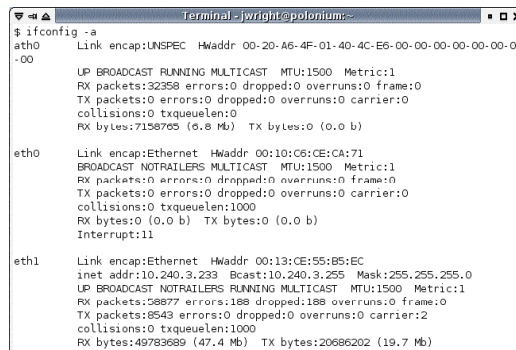 Terminal - jwright@polonium:~
$ ifconfig -a
ath0 Link encap:UNSPEC HWaddr 00-20-A6-4F-01-40-4C-E6-00-00-00-00-00-00-0
-00
UP BROADCAST RUNNING MULTICAST MTU:1500 Metric:1
RX packets:32358 errors:0 dropped:0 overruns:0 frame:0
TX packets:0 errors:0 dropped:0 overruns:0 carrier:0
collisions:0 txqueuelen:0
RX bytes:7158765 (6.8 Mb) TX bytes:0 (0.0 b)
eth0 Link encap:Ethernet HWaddr 00:10:C6:CE:CA:71
BROADCAST NOTRAILERS MULTICAST MTU:1500 Metric:1
RX packets:0 errors:0 dropped:0 overruns:0 frame:0
TX packets:0 errors:0 dropped:0 overruns:0 carrier:0
collisions:0 txqueuelen:1000
RX bytes:0 (0.0 b) TX bytes:0 (0.0 b)
Interrupt:11
eth1 Link encap:Ethernet HWaddr 00:13:CE:55:B5:EC
inet addr:10.240.3.233 Bcast:10.240.3.255 Mask:255.255.255.0
UP BROADCAST NOTRAILERS RUNNING MULTICAST MTU:1500 Metric:1
RX packets:58877 errors:188 dropped:188 overruns:0 frame:0
TX packets:8543 errors:0 dropped:0 overruns:0 carrier:2
collisions:0 txqueuelen:1000
RX bytes:49783689 (47.4 Mb) TX bytes:20686202 (19.7 Mb)